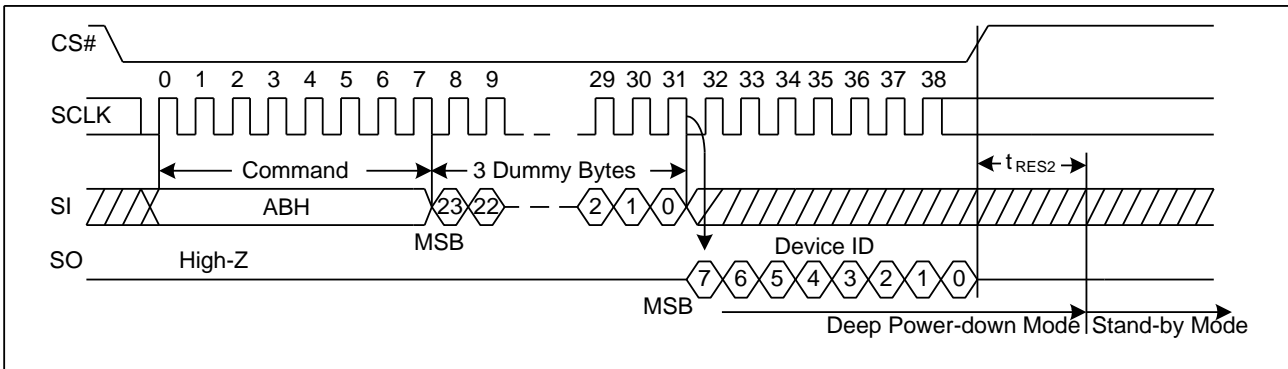 CS#
0 1 2 3 4 5 6 7 8 9 29 30 31 32 33 34 35 36 37 38
SCLK
Command 3 Dummy Bytes tRES2
SI ABH 23 22 2 1 0
MSB
SO High-Z Device ID
7 6 5 4 3 2 1 0
MSB
Deep Power-down Mode Stand-by Mode